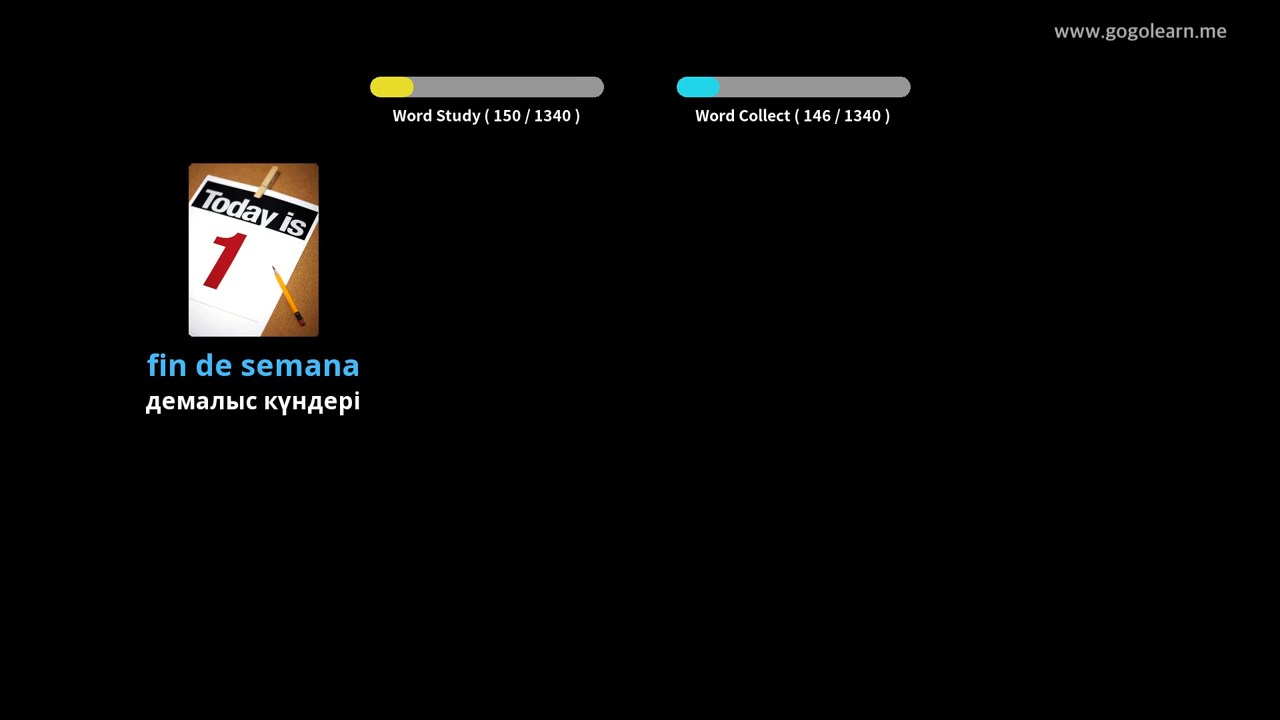 www.gogolearn.me
Word Study ( 150 / 1340 )
Word Collect ( 146 / 1340 )
Today is
1
fin de semana
демалыс күндері